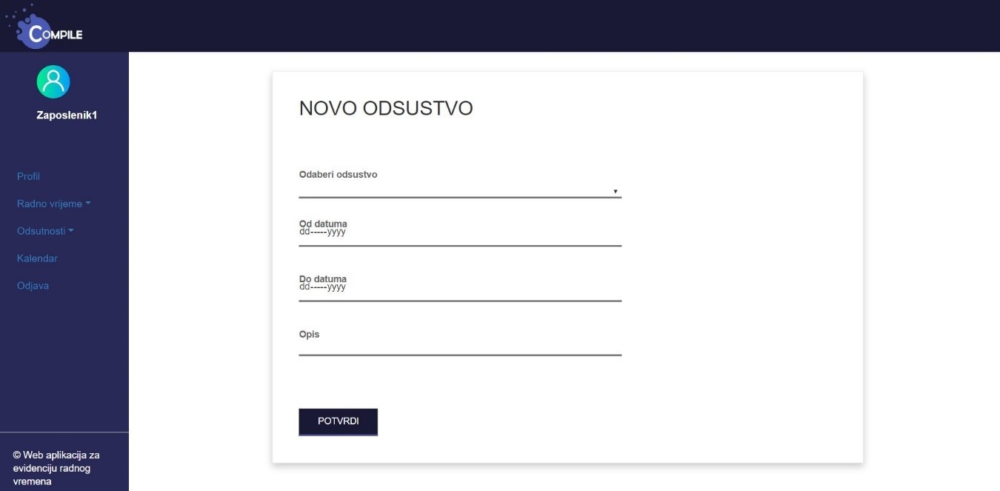 COMPILE
Zaposlenik1
Profil
Radno vrijeme
Odsutnosti
Kalendar
Odjava
© Web aplikacija za
evidenciju radnog
vremena
NOVO ODSUSTVO
Odaberi odsustvo
Od datuma
dd-----yyyy
Do datuma
dd-----yyyy
Opis
POTVRDI